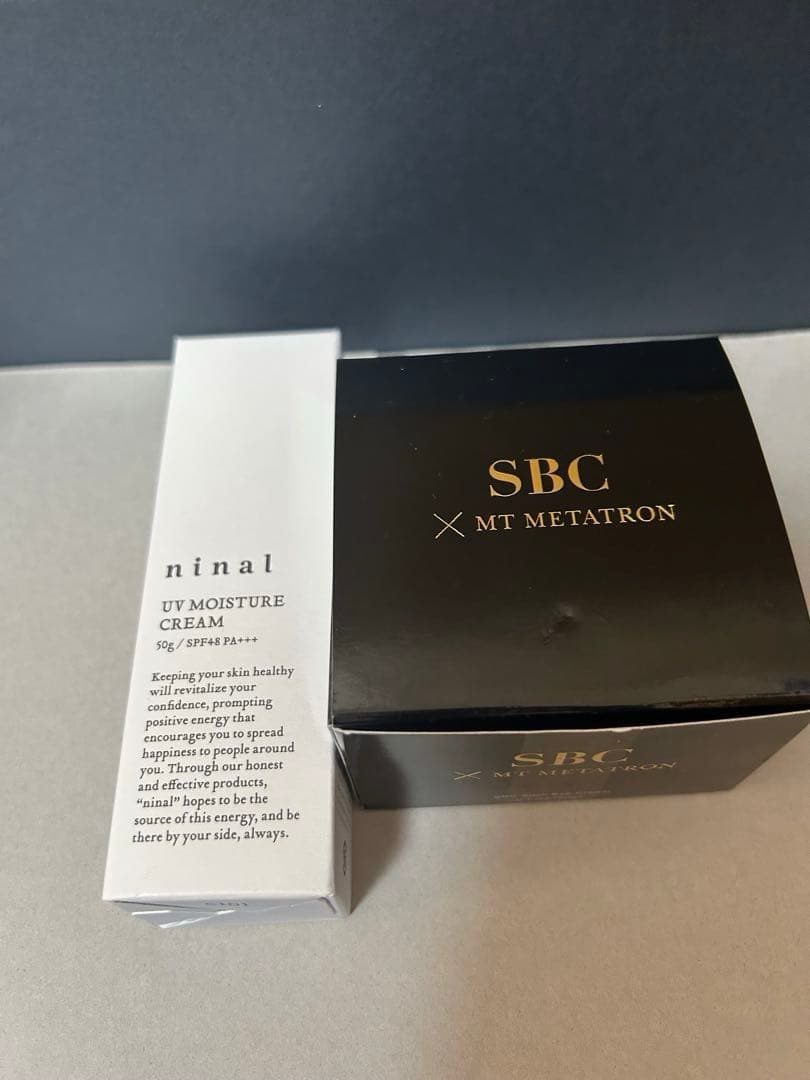 ninal
UV MOISTURE
CREAM
50g / SPF48 PA+++
Keeping your skin healthy
will revitalize your
confidence, prompting
positive energy that
encourages you to spread
happiness to people around
you. Through our honest
and effective products,
"ninal" hopes to be the
source of this energy, and be
there by your side, always.
SBC
× MT METATRON
SBC
× MT METATRON